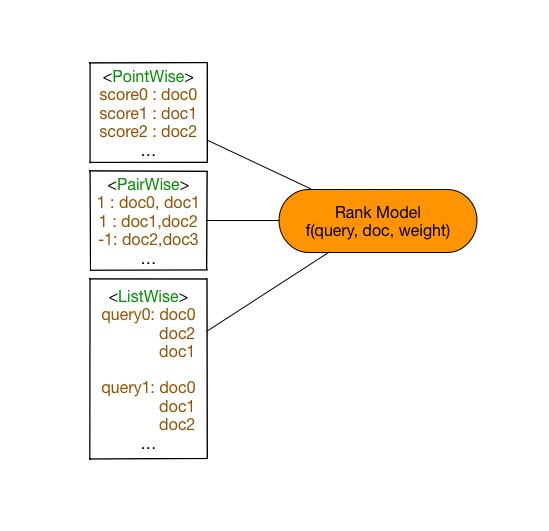 <PointWise>
score0 : doc0
score1 : doc1
score2 : doc2
...
<PairWise>
1 : doc0, doc1
1 : doc1,doc2
-1: doc2,doc3
...
<ListWise>
query0: doc0
doc2
doc1
query1: doc0
doc1
doc2
...
Rank Model
f(query, doc, weight)